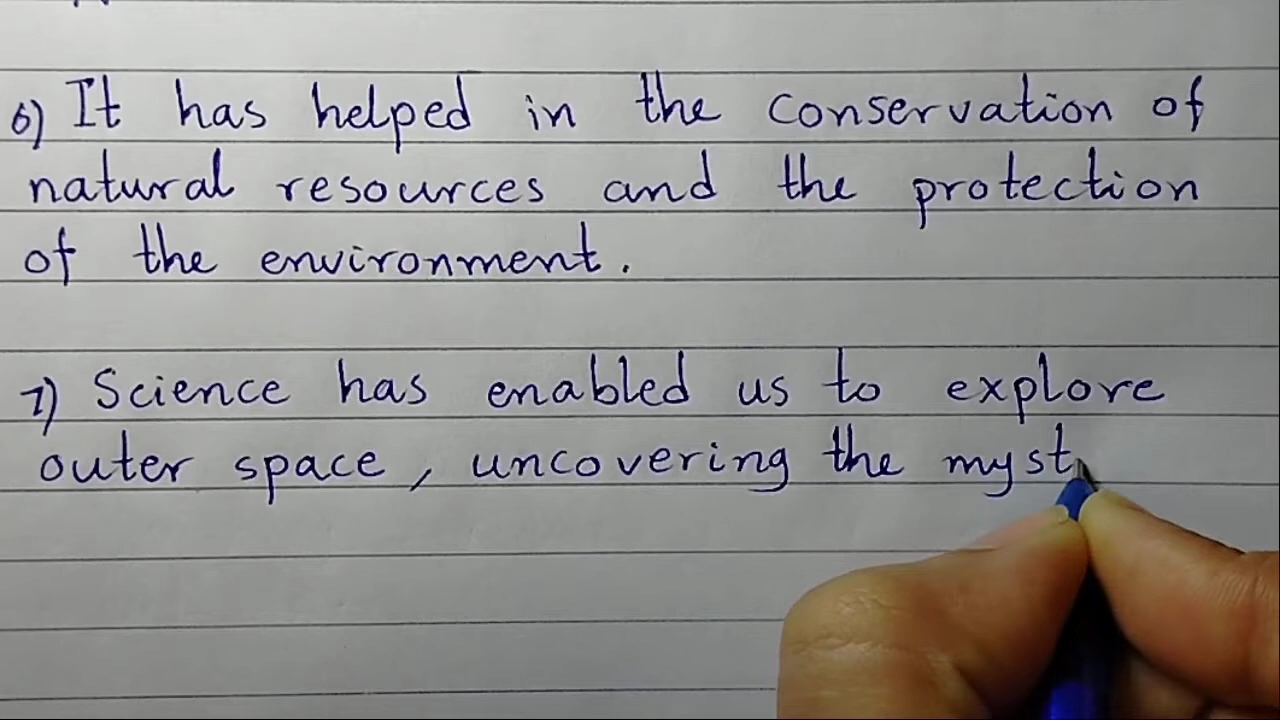 6) It has helped in the conservation of
natural resources and the protection
of the environment.
7) Science has enabled us to explore
outer space, uncovering the myst